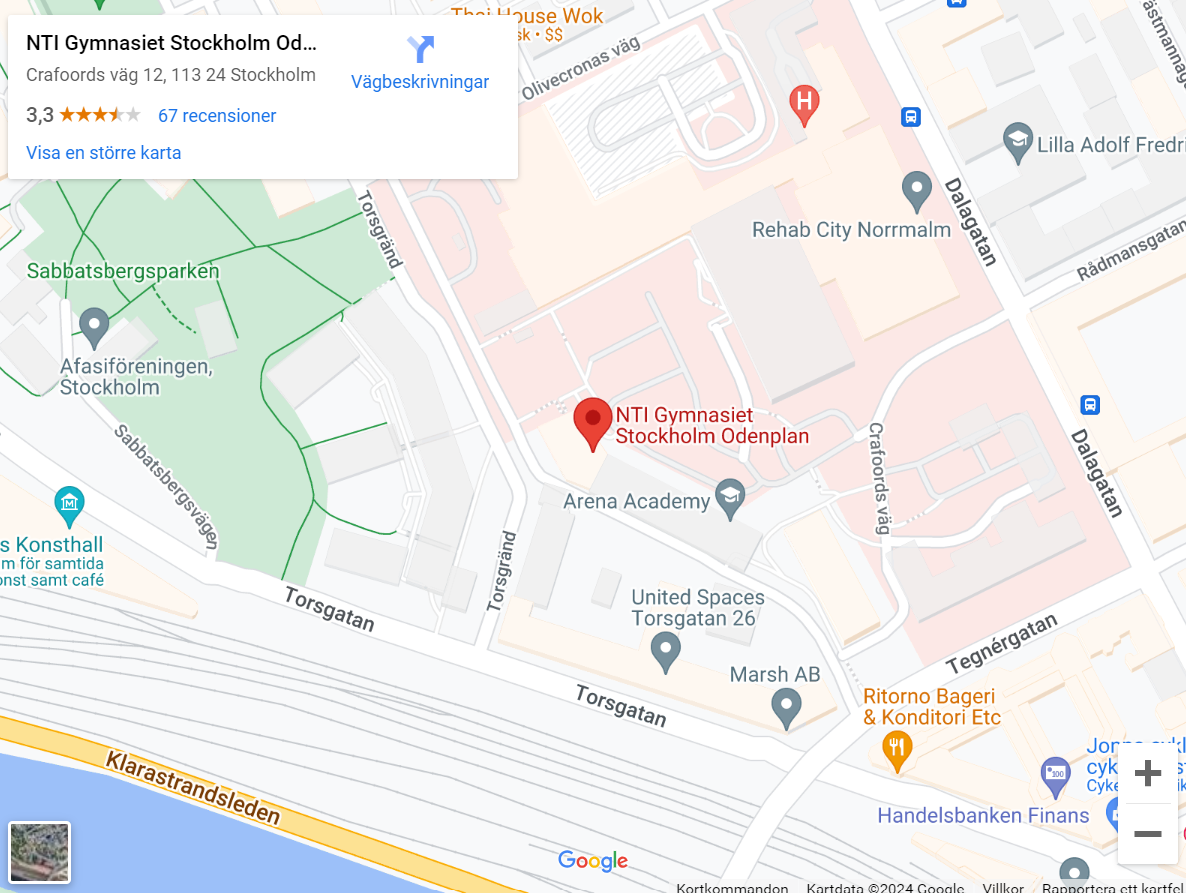 Thai House Wok
sk • $$
NTI Gymnasiet Stockholm Od...
Crafoords väg 12, 113 24 Stockholm
Vägbeskrivningar
3,3
67 recensioner
Visa en större karta
Olivecronas väg
H
Lilla Adolf Fredri
Rehab City Norrmalm
Dalagatan
Rådmansgatan
Torsgränd
Sabbatsbergsparken
Afasiföreningen,
Stockholm
NTI Gymnasiet
Stockholm Odenplan
Crafoords väg
Dalagatan
Sabbatsbergsvägen
Arena Academy
s Konsthall
m för samtida
onst samt café
Torsgränd
Torsgatan
United Spaces
Torsgatan 26
Tegnérgatan
Marsh AB
Torsgatan
Ritorno Bageri
& Konditori Etc
Klarastrandsleden
100
cyk
Cyke
Handelsbanken Finans
Google
Kortkommandon
Kartdata ©2024 Google
Villkor
Rapportera ett kartfel